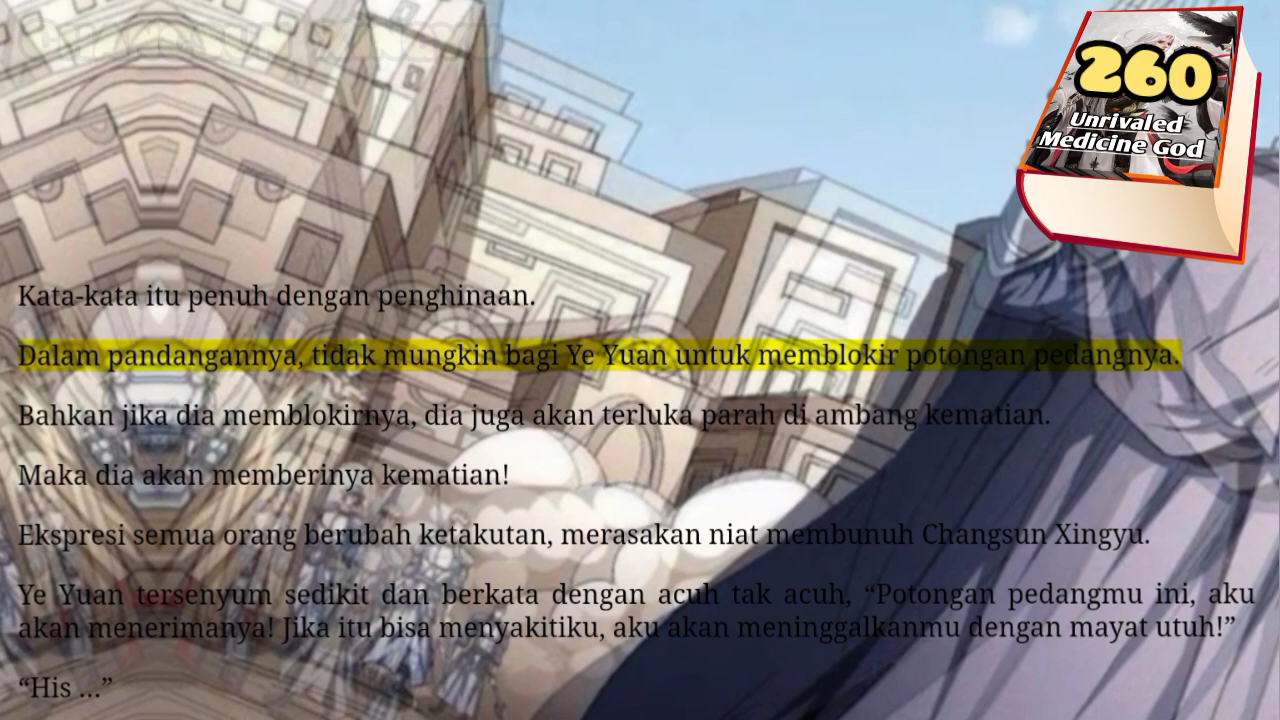 260
Unrivaled
Medicine God
Kata-kata itu penuh dengan penghinaan.
Dalam pandangannya, tidak mungkin bagi Ye Yuan untuk memblokir potongan pedangnya.
Bahkan jika dia memblokirnya, dia juga akan terluka parah di ambang kematian.
Maka dia akan memberinya kematian!
Ekspresi semua orang berubah ketakutan, merasakan niat membunuh Changsun Xingyu.
Ye Yuan tersenyum sedikit dan berkata dengan acuh tak acuh, “Potongan pedangmu ini, aku
akan menerimanya! Jika itu bisa menyakitiku, aku akan meninggalkanmu dengan mayat utuh!”
“His ...”